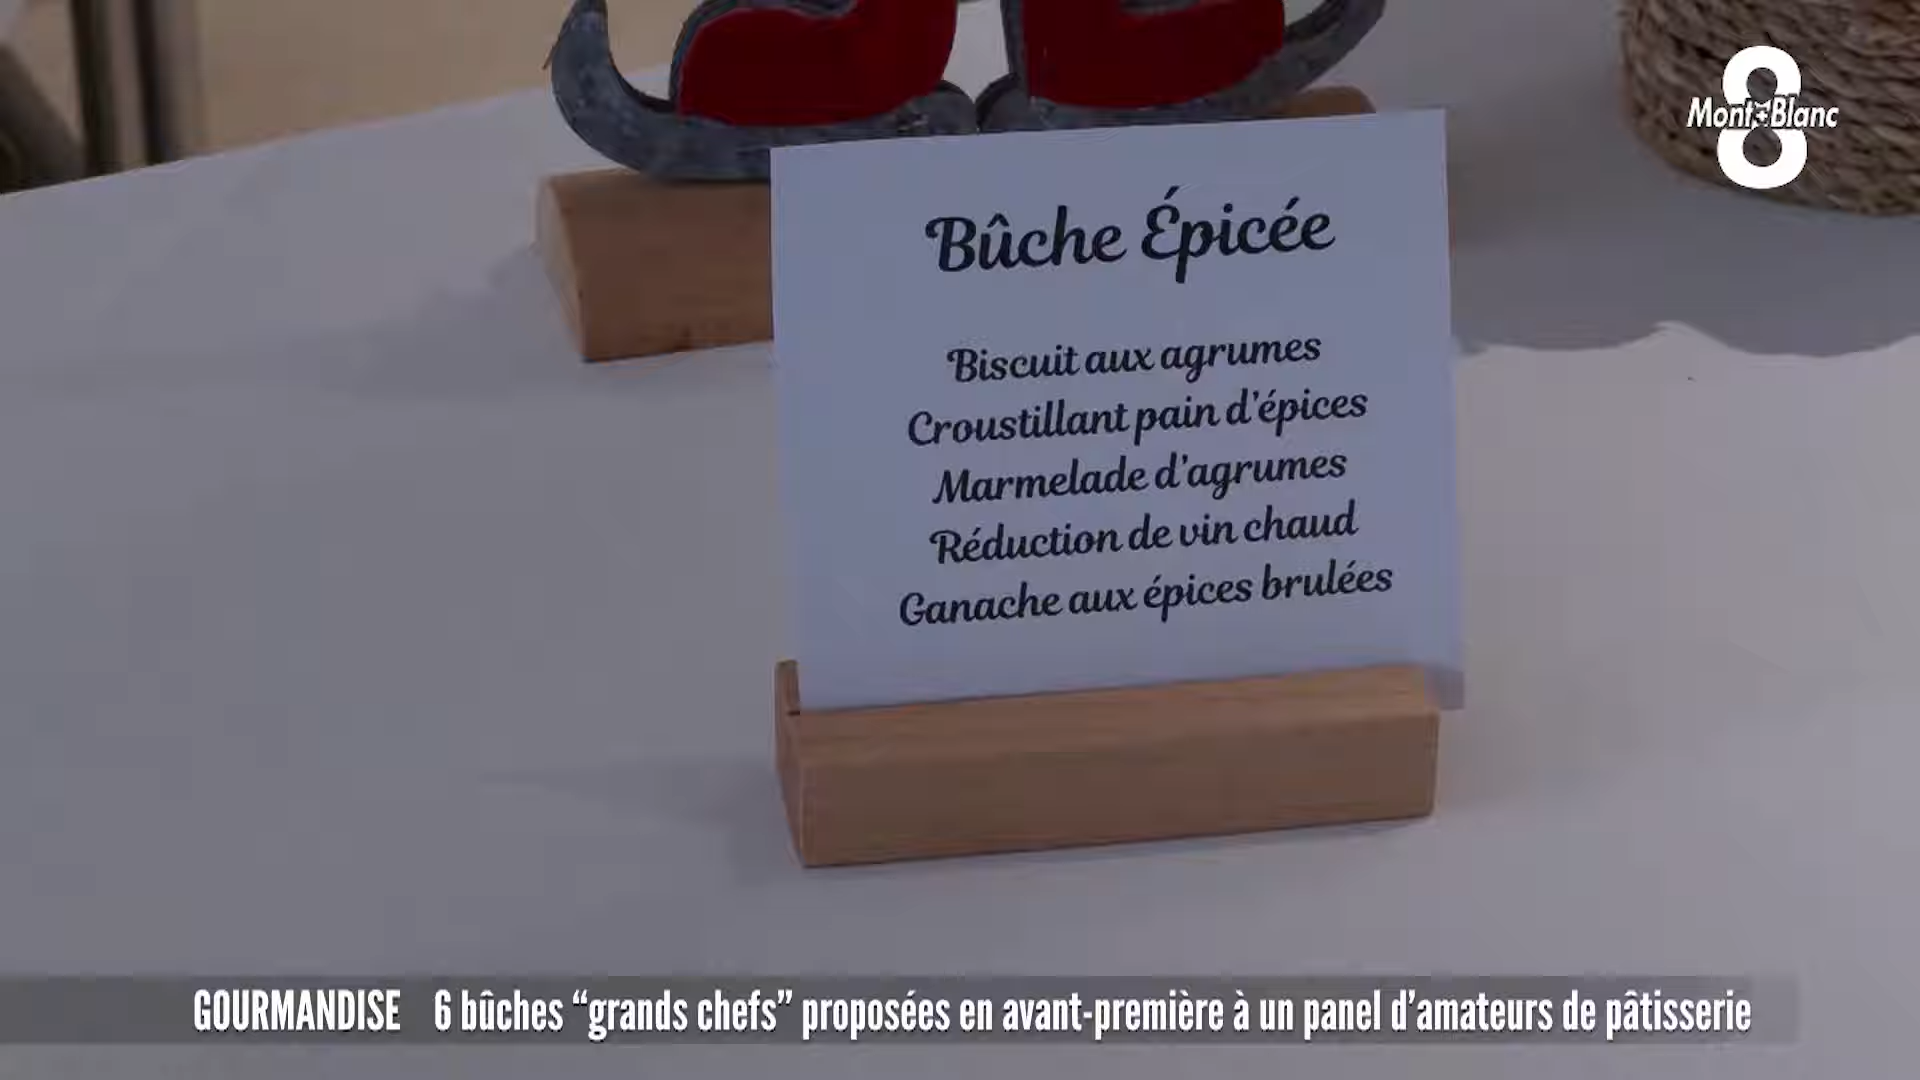 8
Mont-Blanc
Bûche Épicée
Biscuit aux agrumes
Croustillant pain d'épices
Marmelade d'agrumes
Réduction de vin chaud
Ganache aux épices brulées
GOURMANDISE 6 bûches “grands chefs” proposées en avant-première à un panel d'amateurs de pâtisserie